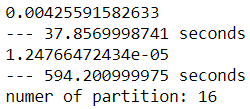 0.00425591582633
--- 37.8569998741 seconds
1.24766472434e-05
--- 594.200999975 seconds
numer of partition: 16